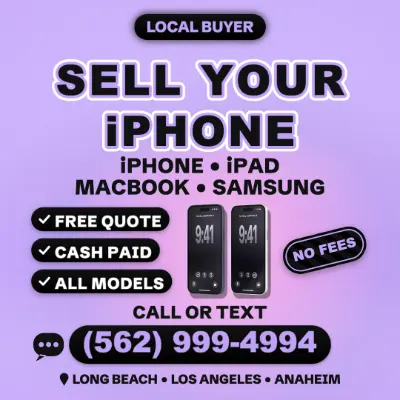 LOCAL BUYER
SELL YOUR
iPHONE
iPHONE • iPAD
MACBOOK • SAMSUNG
✓ FREE QUOTE
✓ CASH PAID
✓ ALL MODELS
9:41
9:41
NO FEES
CALL OR TEXT
(562) 999-4994
LONG BEACH • LOS ANGELES • ANAHEIM